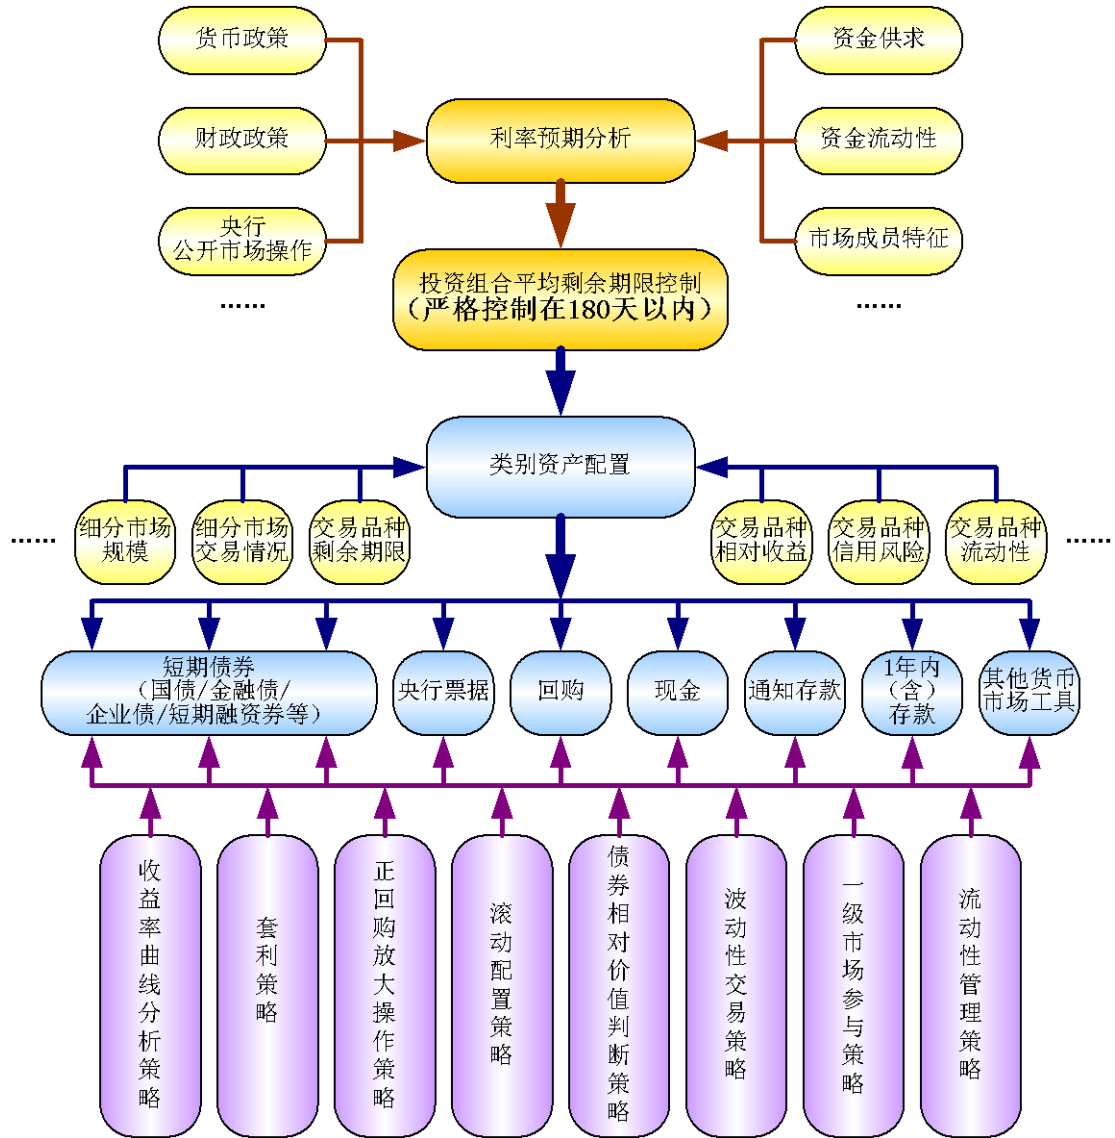 货币政策
资金供求
财政政策
利率预期分析
资金流动性
央行
公开市场操作
市场成员特征
……
……
投资组合平均剩余期限控制
（严格控制在180天以内）
类别资产配置
……
细分市场
规模
细分市场
交易情况
交易品种
剩余期限
交易品种
相对收益
交易品种
信用风险
交易品种
流动性
……
短期债券
（国债/金融债/
企业债/短期融资券等）
央行票据
回购
现金
通知存款
1年内
（含）
存款
其他货币
市场工具
收益率曲线分析策略
套利策略
正回购放大操作策略
滚动配置策略
债券相对价值判断策略
波动性交易策略
一级市场参与策略
流动性管理策略